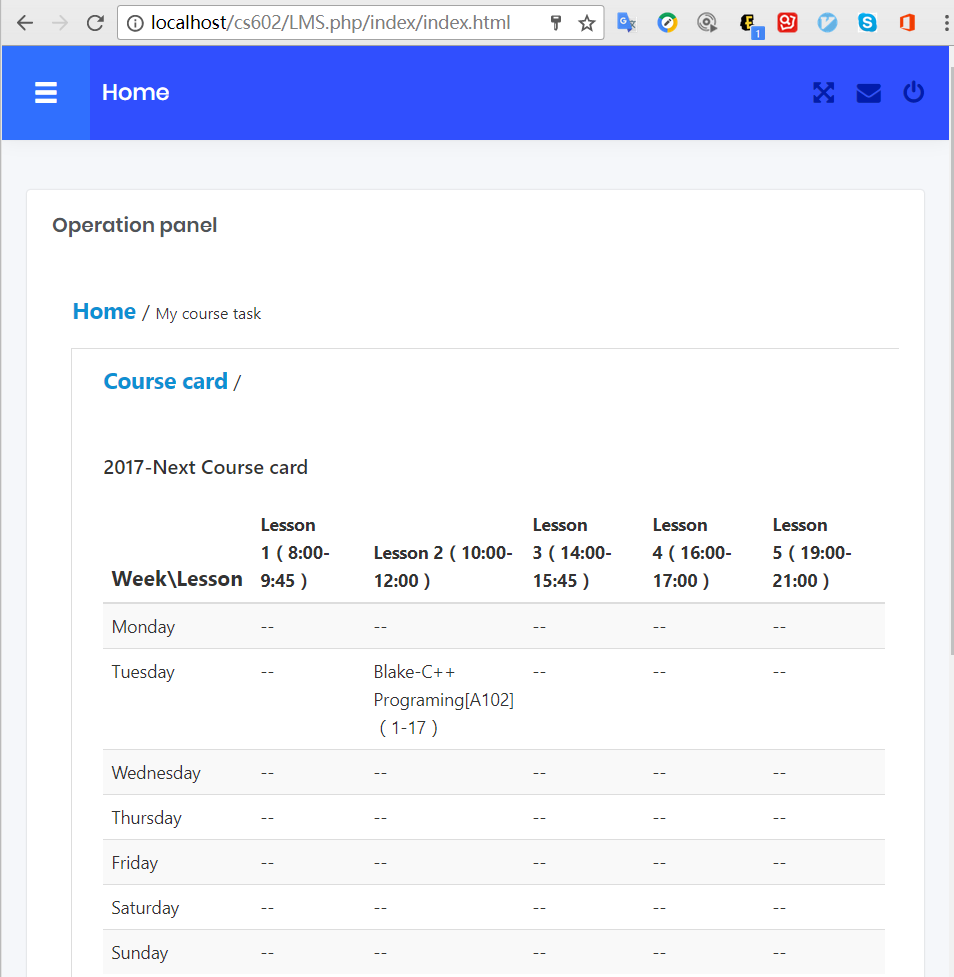 localhost/cs602/LMS.php/index/index.html
1
Home
Operation panel
Home / My course task
Course card /
2017-Next Course card
Week\Lesson
Lesson
1 ( 8:00-
9:45 )
Lesson 2 ( 10:00-
12:00 )
Lesson
3 ( 14:00-
15:45 )
Lesson
4 ( 16:00-
17:00 )
Lesson
5 ( 19:00-
21:00 )
Monday -- -- -- -- --
Tuesday -- Blake-C++ -- -- --
Programing[A102]
( 1-17 )
Wednesday -- -- -- -- --
Thursday -- -- -- -- --
Friday -- -- -- -- --
Saturday -- -- -- -- --
Sunday -- -- -- -- --